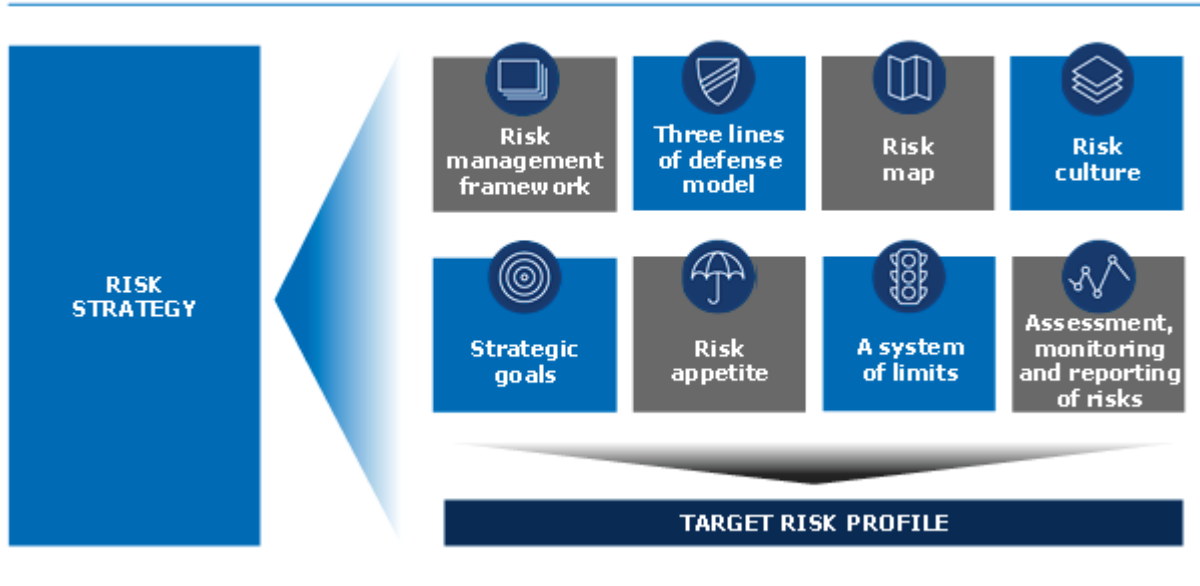 RISK
STRATEGY
Risk
management
framework
Three lines
of defense
model
Risk
map
Risk
culture
Strategic
goals
Risk
appetite
A system
of limits
Assessment,
monitoring
and reporting
of risks
TARGET RISK PROFILE